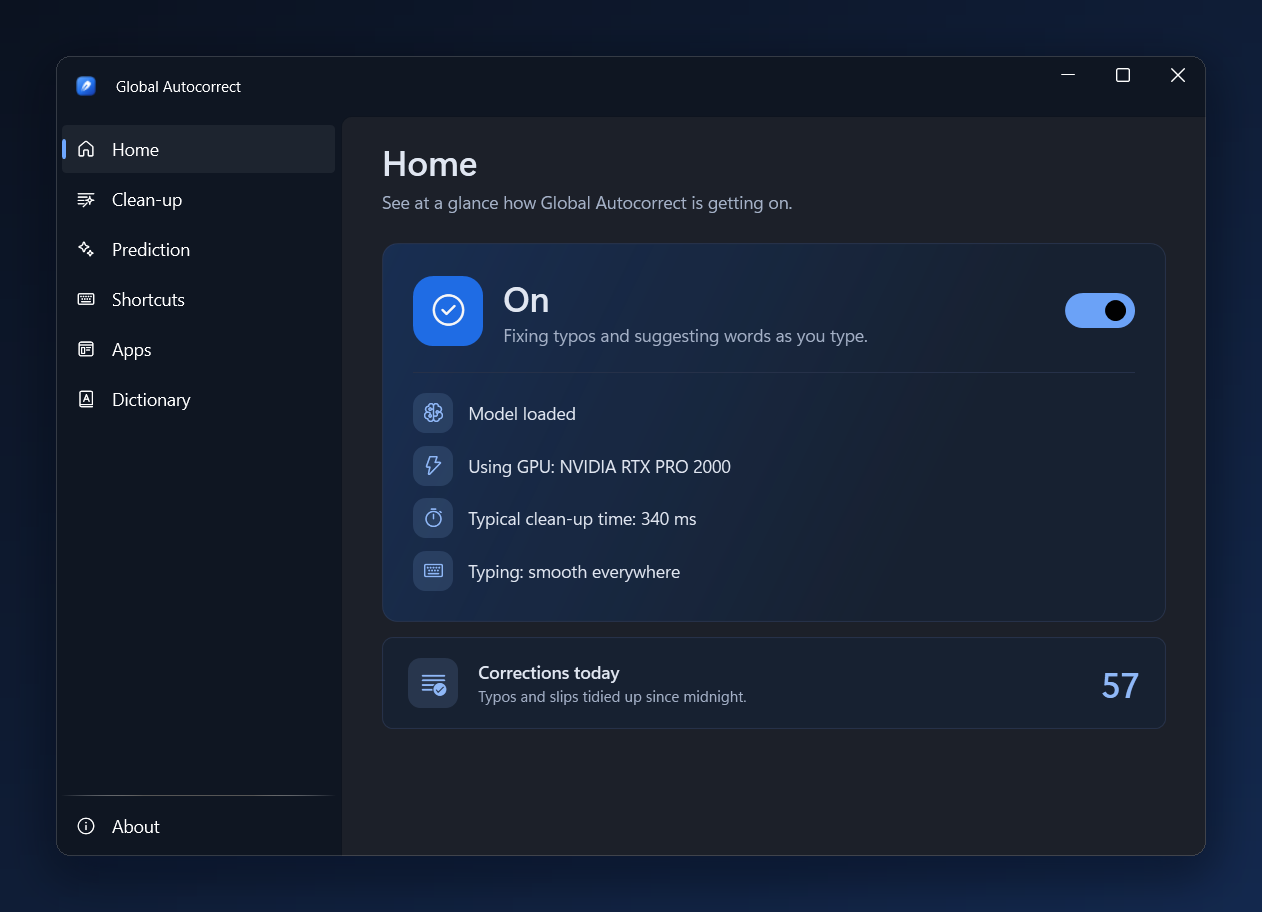 Global Autocorrect
Home
Clean-up
Prediction
Shortcuts
Apps
Dictionary
About
Home
See at a glance how Global Autocorrect is getting on.
On
Fixing typos and suggesting words as you type.
Model loaded
Using GPU: NVIDIA RTX PRO 2000
Typical clean-up time: 340 ms
Typing: smooth everywhere
Corrections today
Typos and slips tidied up since midnight.
57